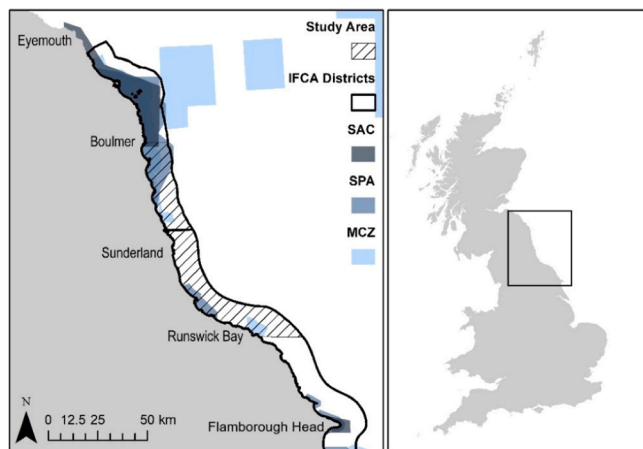 Study Area
Eyemouth
IFCA Districts
SAC
Boulmer
SPA
MCZ
Sunderland
Runswick Bay
N
0 12.5 25 50 km
Flamborough Head